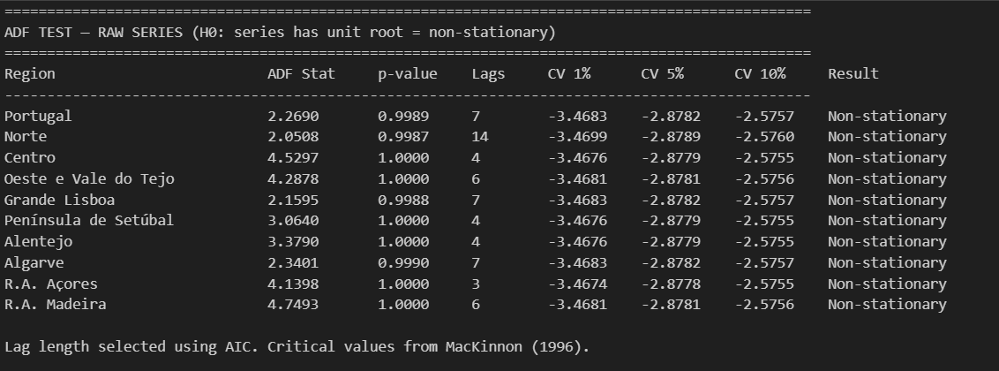 ===============================================================================================
ADF TEST — RAW SERIES (H0: series has unit root = non-stationary)
===============================================================================================
Region                         ADF Stat     p-value    Lags     CV 1%      CV 5%      CV 10%     Result
-----------------------------------------------------------------------------------------------
Portugal                       2.2690       0.9989     7        -3.4683    -2.8782    -2.5757    Non-stationary
Norte                          2.0508       0.9987     14       -3.4699    -2.8789    -2.5760    Non-stationary
Centro                         4.5297       1.0000     4        -3.4676    -2.8779    -2.5755    Non-stationary
Oeste e Vale do Tejo           4.2878       1.0000     6        -3.4681    -2.8781    -2.5756    Non-stationary
Grande Lisboa                  2.1595       0.9988     7        -3.4683    -2.8782    -2.5757    Non-stationary
Península de Setúbal           3.0640       1.0000     4        -3.4676    -2.8779    -2.5755    Non-stationary
Alentejo                       3.3790       1.0000     4        -3.4676    -2.8779    -2.5755    Non-stationary
Algarve                        2.3401       0.9990     7        -3.4683    -2.8782    -2.5757    Non-stationary
R.A. Açores                    4.1398       1.0000     3        -3.4674    -2.8778    -2.5755    Non-stationary
R.A. Madeira                   4.7493       1.0000     6        -3.4681    -2.8781    -2.5756    Non-stationary
Lag length selected using AIC. Critical values from MacKinnon (1996).